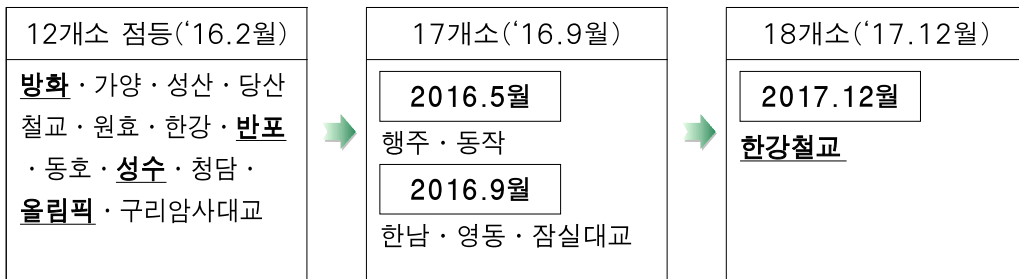 12개소 점등(‘16.2월)
방화 · 가양 · 성산 · 당산
철교 · 원효 · 한강 · 반포
· 동호 · 성수 · 청담 ·
올림픽 · 구리암사대교
17개소(‘16.9월)
2016.5월
행주 · 동작
2016.9월
한남 · 영동 · 잠실대교
18개소(‘17.12월)
2017.12월
한강철교